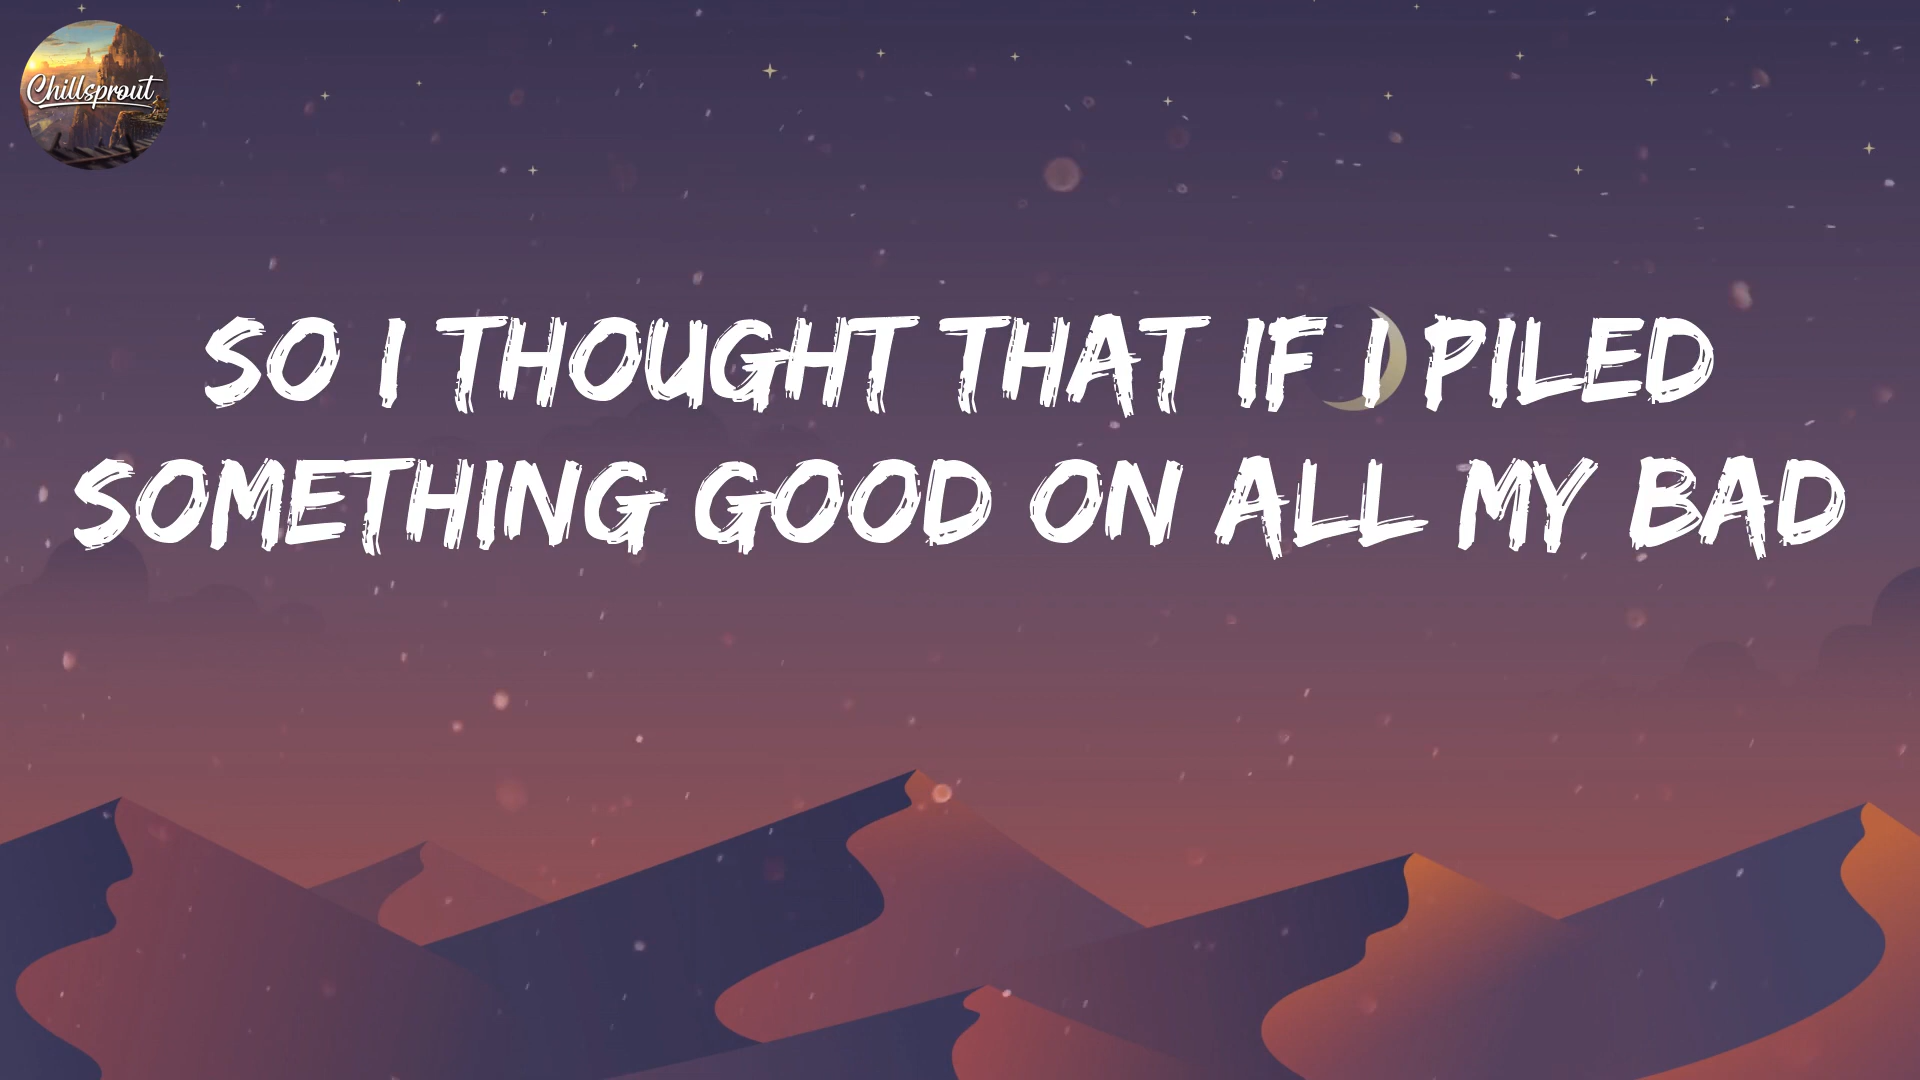 Chillsprout
SO I THOUGHT THAT IF I PILED
SOMETHING GOOD ON ALL MY BAD